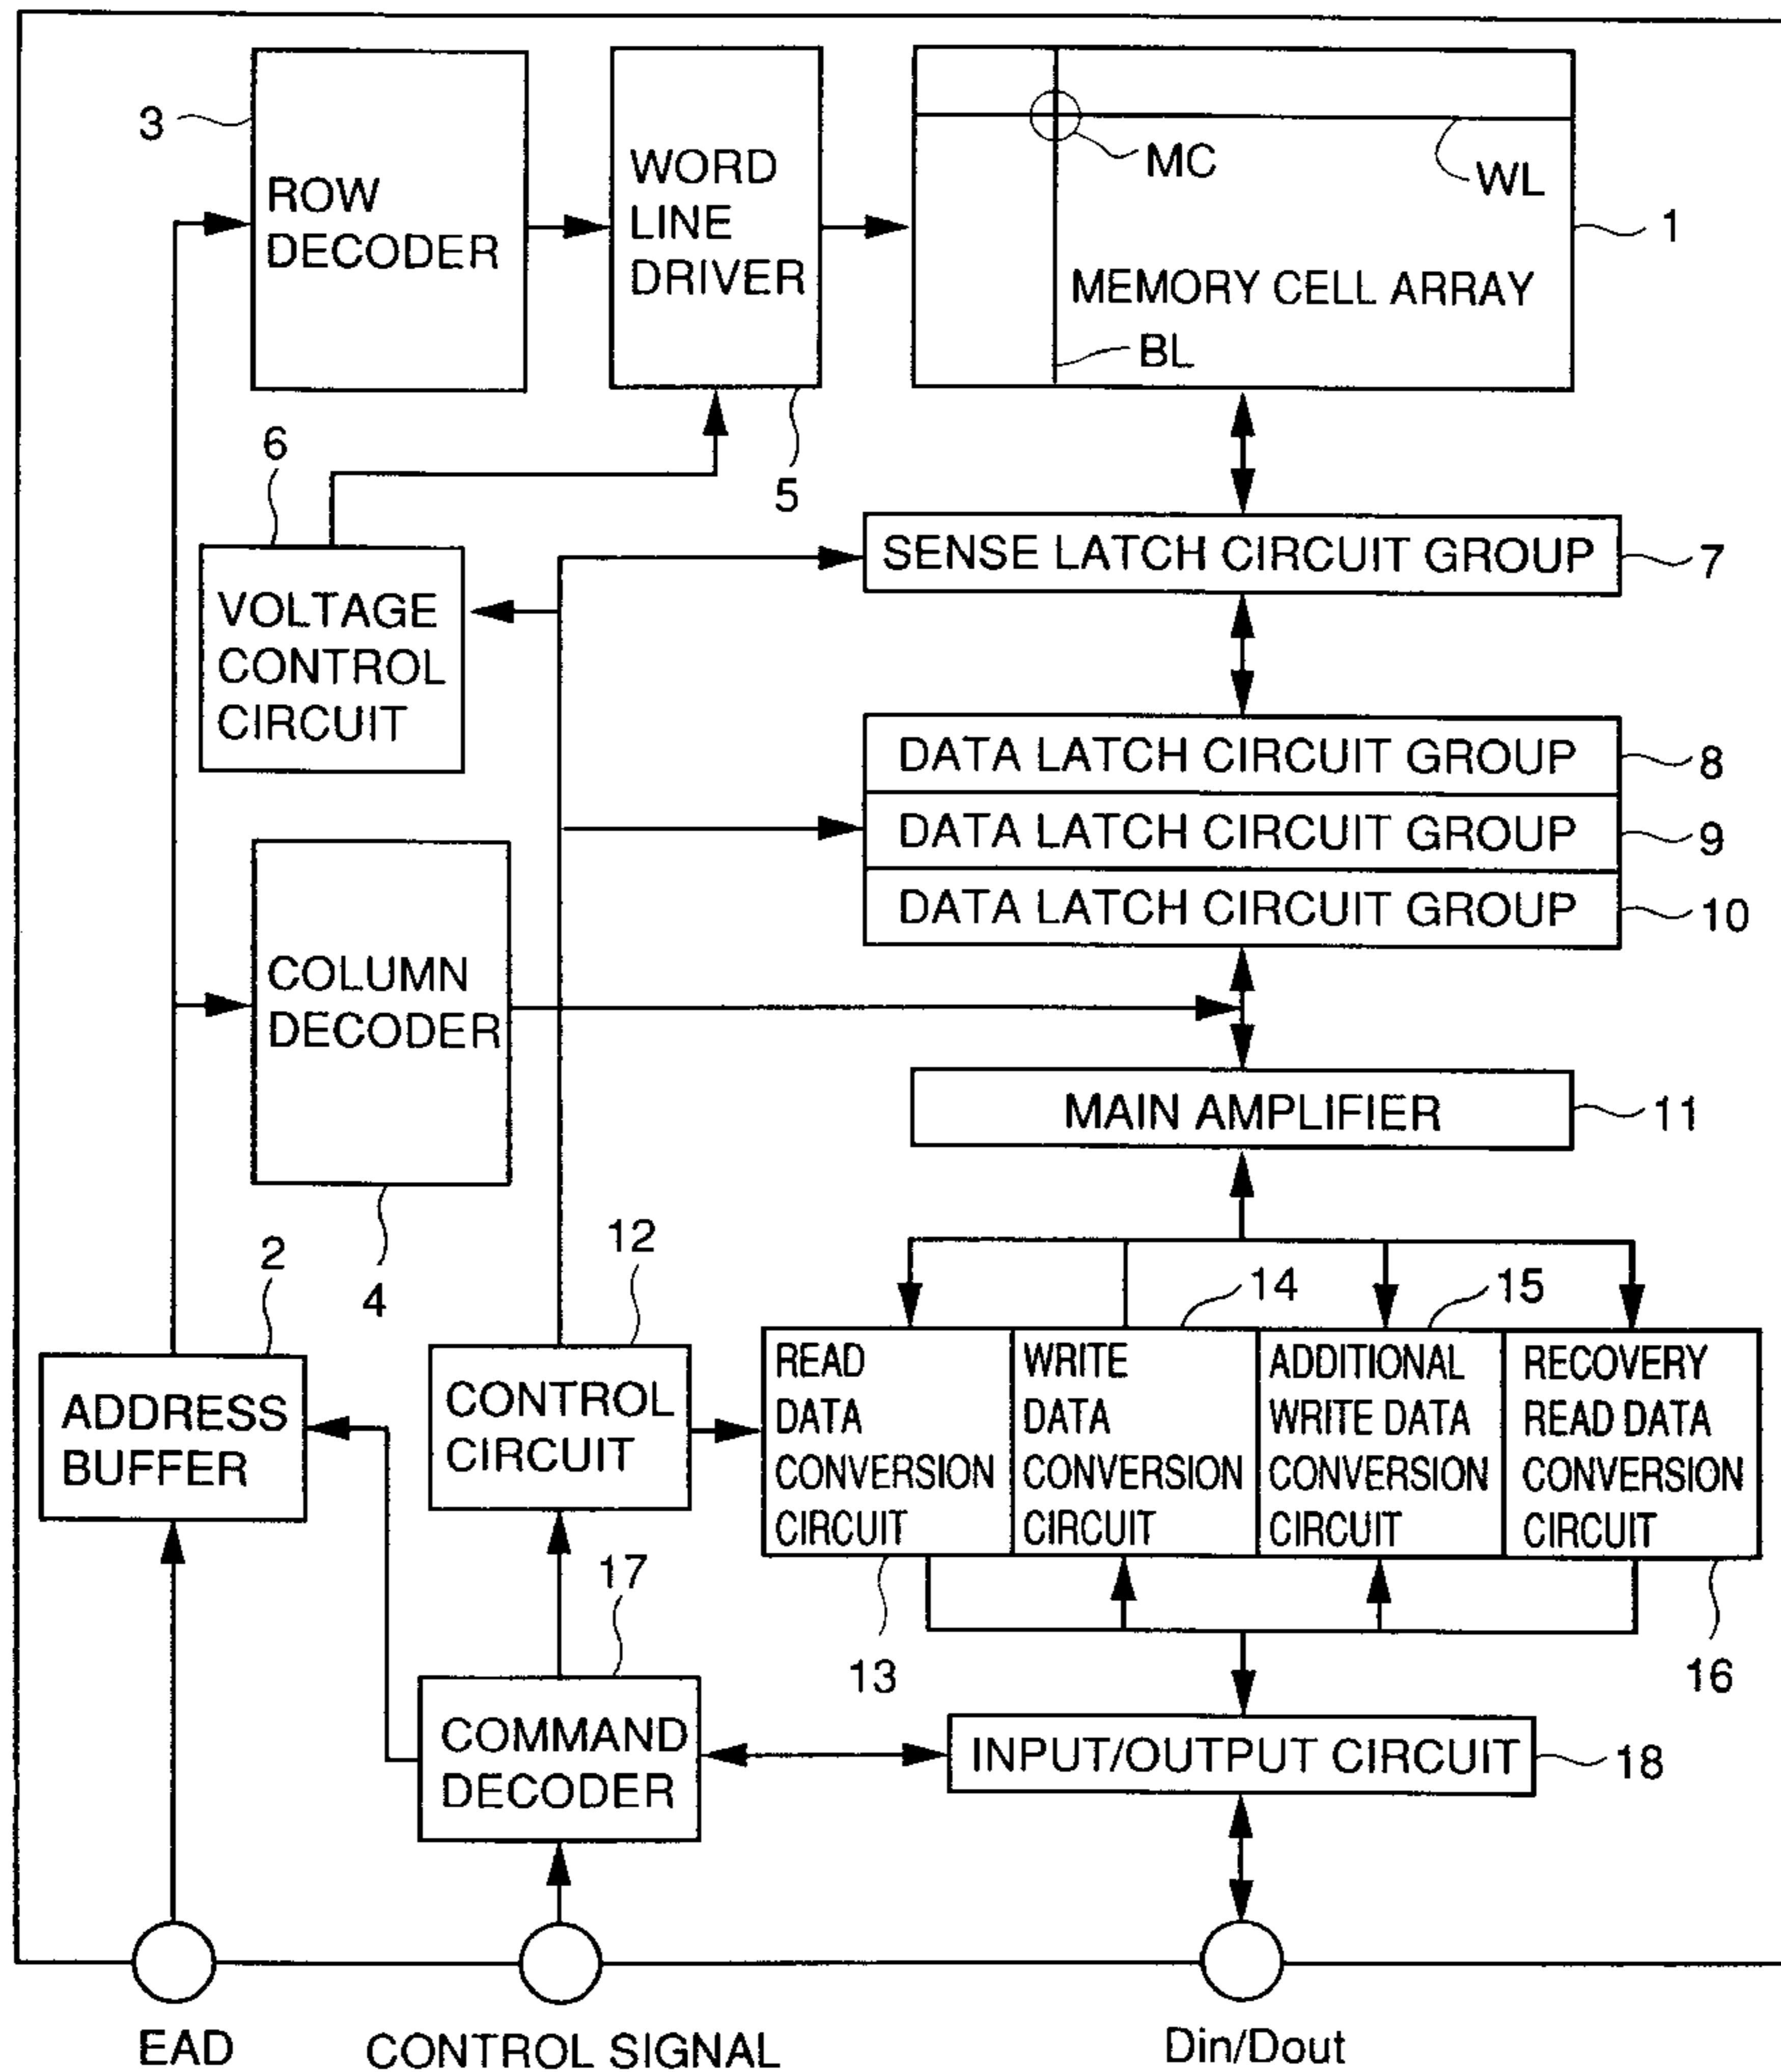 3
ROW
DECODER
WORD
LINE
DRIVER
5
MC
WL
1
MEMORY CELL ARRAY
BL
6
VOLTAGE
CONTROL
CIRCUIT
SENSE LATCH CIRCUIT GROUP
7
DATA LATCH CIRCUIT GROUP
8
DATA LATCH CIRCUIT GROUP
9
DATA LATCH CIRCUIT GROUP
10
COLUMN
DECODER
4
MAIN AMPLIFIER
11
2
ADDRESS
BUFFER
12
CONTROL
CIRCUIT
READ
DATA
CONVERSION
CIRCUIT
13
14
WRITE
DATA
CONVERSION
CIRCUIT
15
ADDITIONAL
WRITE DATA
CONVERSION
CIRCUIT
RECOVERY
READ DATA
CONVERSION
CIRCUIT
16
17
COMMAND
DECODER
INPUT/OUTPUT CIRCUIT
18
EAD
CONTROL SIGNAL
Din/Dout